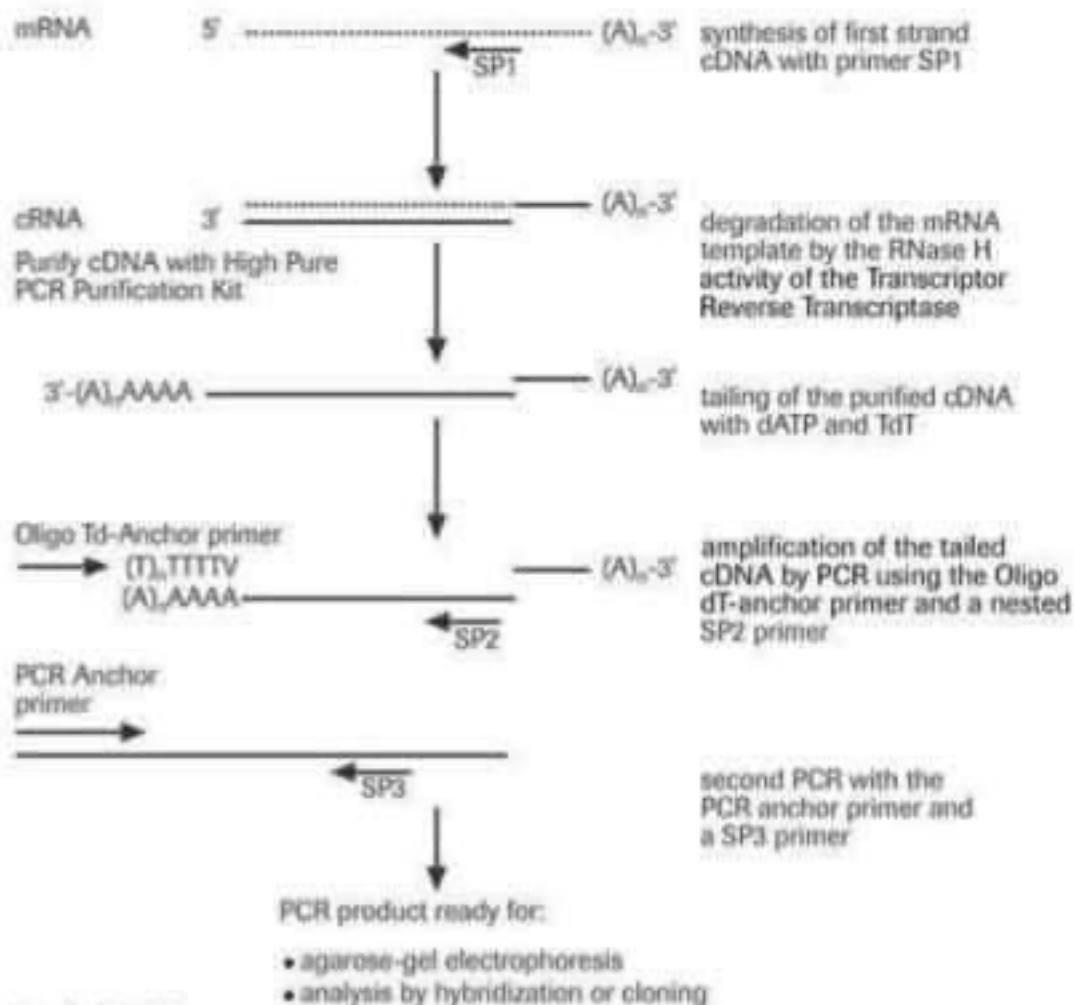 mRNA 5' (A)n-3' synthesis of first strand
cDNA with primer SP1
SP1
cRNA 3' (A)n-3'
degradation of the mRNA
template by the RNase H
activity of the Transcriptor
Reverse Transcriptase
Purify cDNA with High Pure
PCR Purification Kit
3'-(A)nAAAA (A)n-3'
tailing of the purified cDNA
with dATP and TdT
Oligo Td-Anchor primer
(T)nTTTTV
(A)nAAAA
(A)n-3'
SP2
amplification of the tailed
cDNA by PCR using the Oligo
dT-anchor primer and a nested
SP2 primer
PCR Anchor
primer
SP3
second PCR with the
PCR anchor primer and
a SP3 primer
PCR product ready for:
• agarose-gel electrophoresis
• analysis by hybridization or cloning